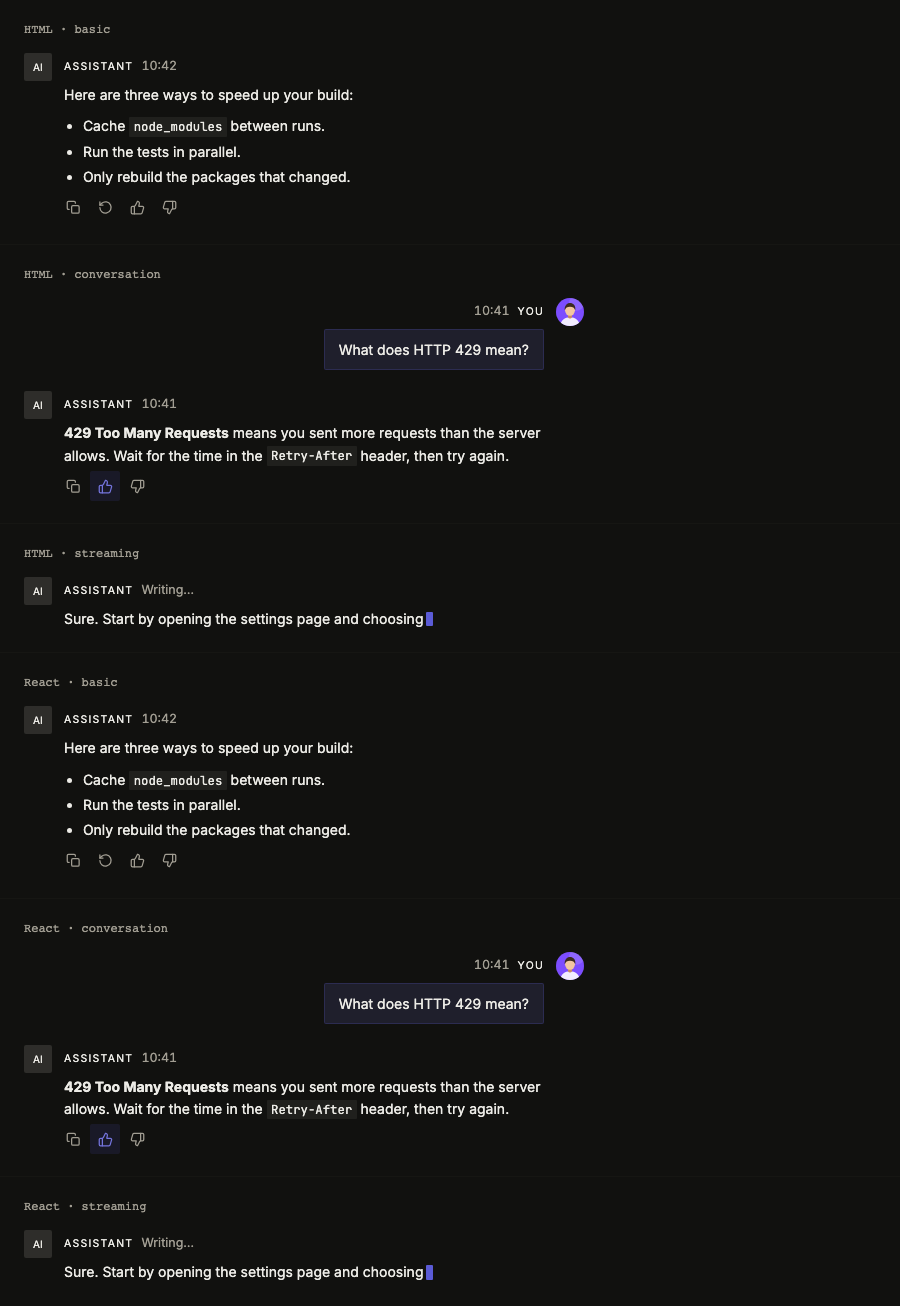 HTML · basic
AI ASSISTANT 10:42
Here are three ways to speed up your build:
• Cache node_modules between runs.
• Run the tests in parallel.
• Only rebuild the packages that changed.
HTML · conversation
10:41 YOU
What does HTTP 429 mean?
AI ASSISTANT 10:41
429 Too Many Requests means you sent more requests than the server
allows. Wait for the time in the Retry-After header, then try again.
HTML · streaming
AI ASSISTANT Writing…
Sure. Start by opening the settings page and choosing
React · basic
AI ASSISTANT 10:42
Here are three ways to speed up your build:
• Cache node_modules between runs.
• Run the tests in parallel.
• Only rebuild the packages that changed.
React · conversation
10:41 YOU
What does HTTP 429 mean?
AI ASSISTANT 10:41
429 Too Many Requests means you sent more requests than the server
allows. Wait for the time in the Retry-After header, then try again.
React · streaming
AI ASSISTANT Writing…
Sure. Start by opening the settings page and choosing